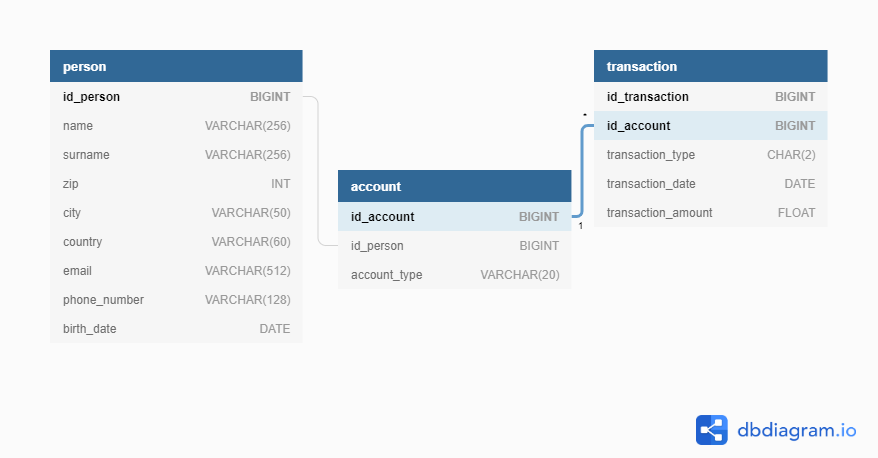 person
id_person BIGINT
name VARCHAR(256)
surname VARCHAR(256)
zip INT
city VARCHAR(50)
country VARCHAR(60)
email VARCHAR(512)
phone_number VARCHAR(128)
birth_date DATE
account
id_account BIGINT
id_person BIGINT
account_type VARCHAR(20)
1
*
transaction
id_transaction BIGINT
id_account BIGINT
transaction_type CHAR(2)
transaction_date DATE
transaction_amount FLOAT
dbdiagram.io